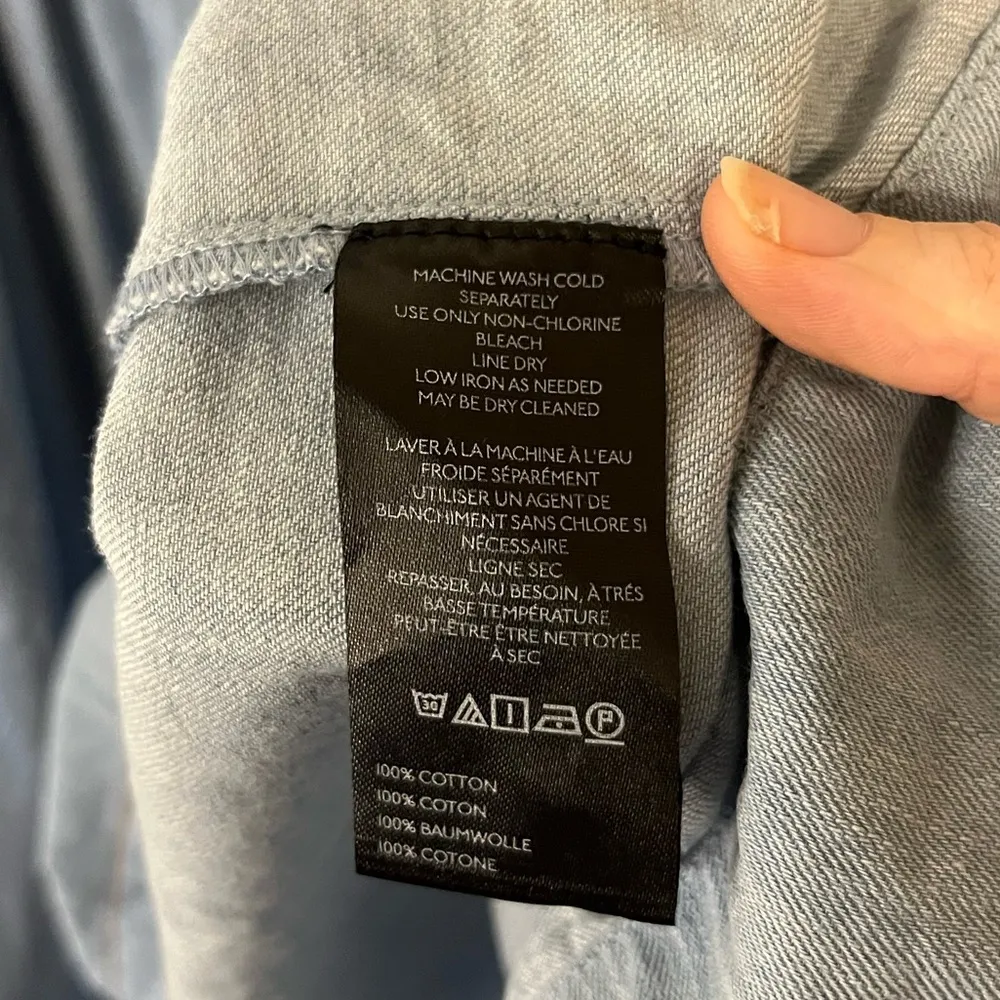 MACHINE WASH COLD
SEPARATELY
USE ONLY NON-CHLORINE
BLEACH
LINE DRY
LOW IRON AS NEEDED
MAY BE DRY CLEANED
LAVER À LA MACHINE À L'EAU
FROIDE SÉPARÉMENT
UTILISER UN AGENT DE
BLANCHIMENT SANS CHLORE SI
NÉCESSAIRE
LIGNE SEC
REPASSER, AU BESOIN, À TRÉS
BASSE TEMPÉRATURE
PEUT-ÊTRE ÊTRE NETTOYÉE
À SEC
30 P
100% COTTON
100% COTON
100% BAUMWOLLE
100% COTONE